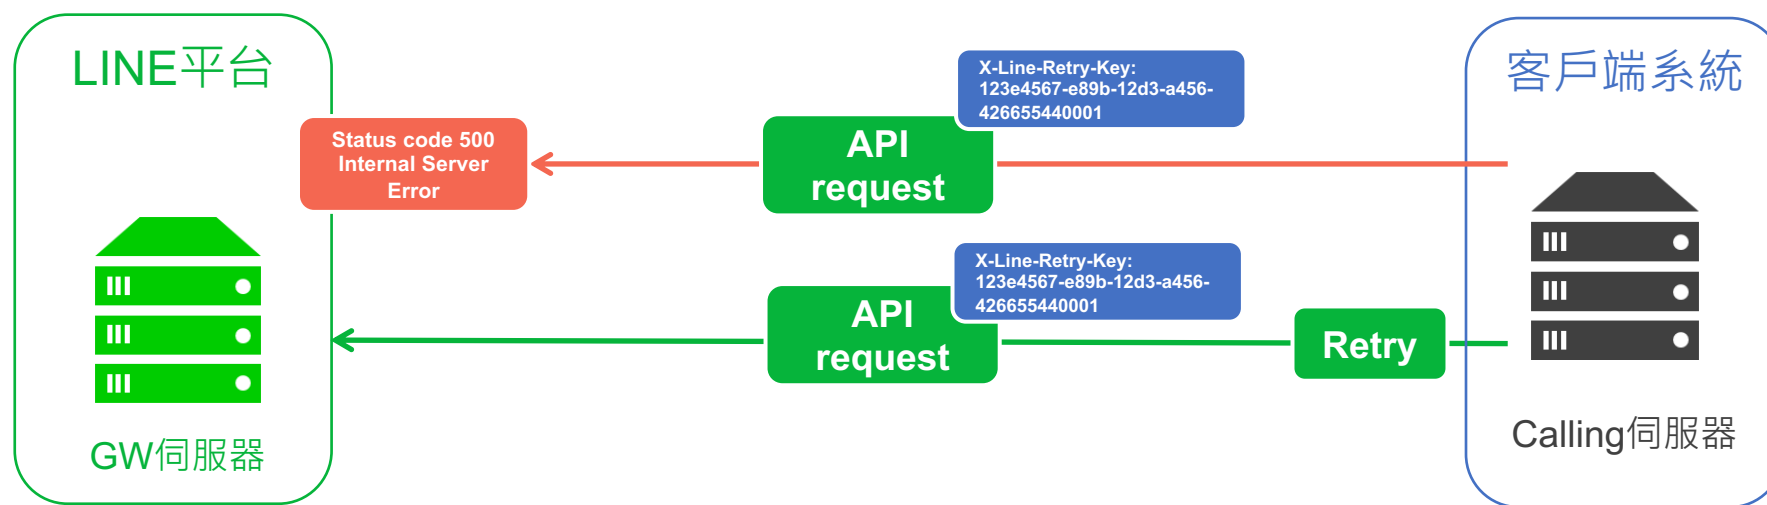 LINE平台
客戶端系統
X-Line-Retry-Key:
123e4567-e89b-12d3-a456-
426655440001
Status code 500
Internal Server
Error
API
request
X-Line-Retry-Key:
123e4567-e89b-12d3-a456-
426655440001
API
request
Retry
GW伺服器
Calling伺服器